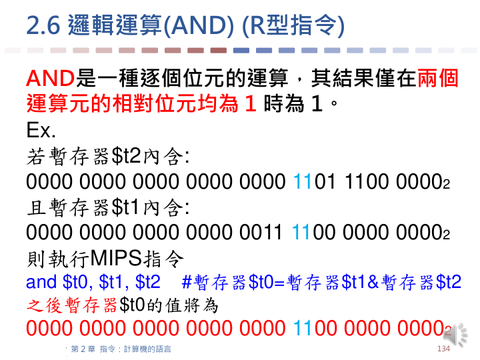 2.6 邏輯運算(AND) (R型指令)
AND是一種逐個位元的運算，其結果僅在兩個
運算元的相對位元均為 1 時為 1。
Ex.
若暫存器$t2內含:
0000 0000 0000 0000 0000 1101 1100 0000₂
且暫存器$t1內含:
0000 0000 0000 0000 0011 1100 0000 0000₂
則執行MIPS指令
and $t0, $t1, $t2 #暫存器$t0=暫存器$t1&暫存器$t2
之後暫存器$t0的值將為
0000 0000 0000 0000 0000 1100 0000 0000₂
第 2 章 指令：計算機的語言
134